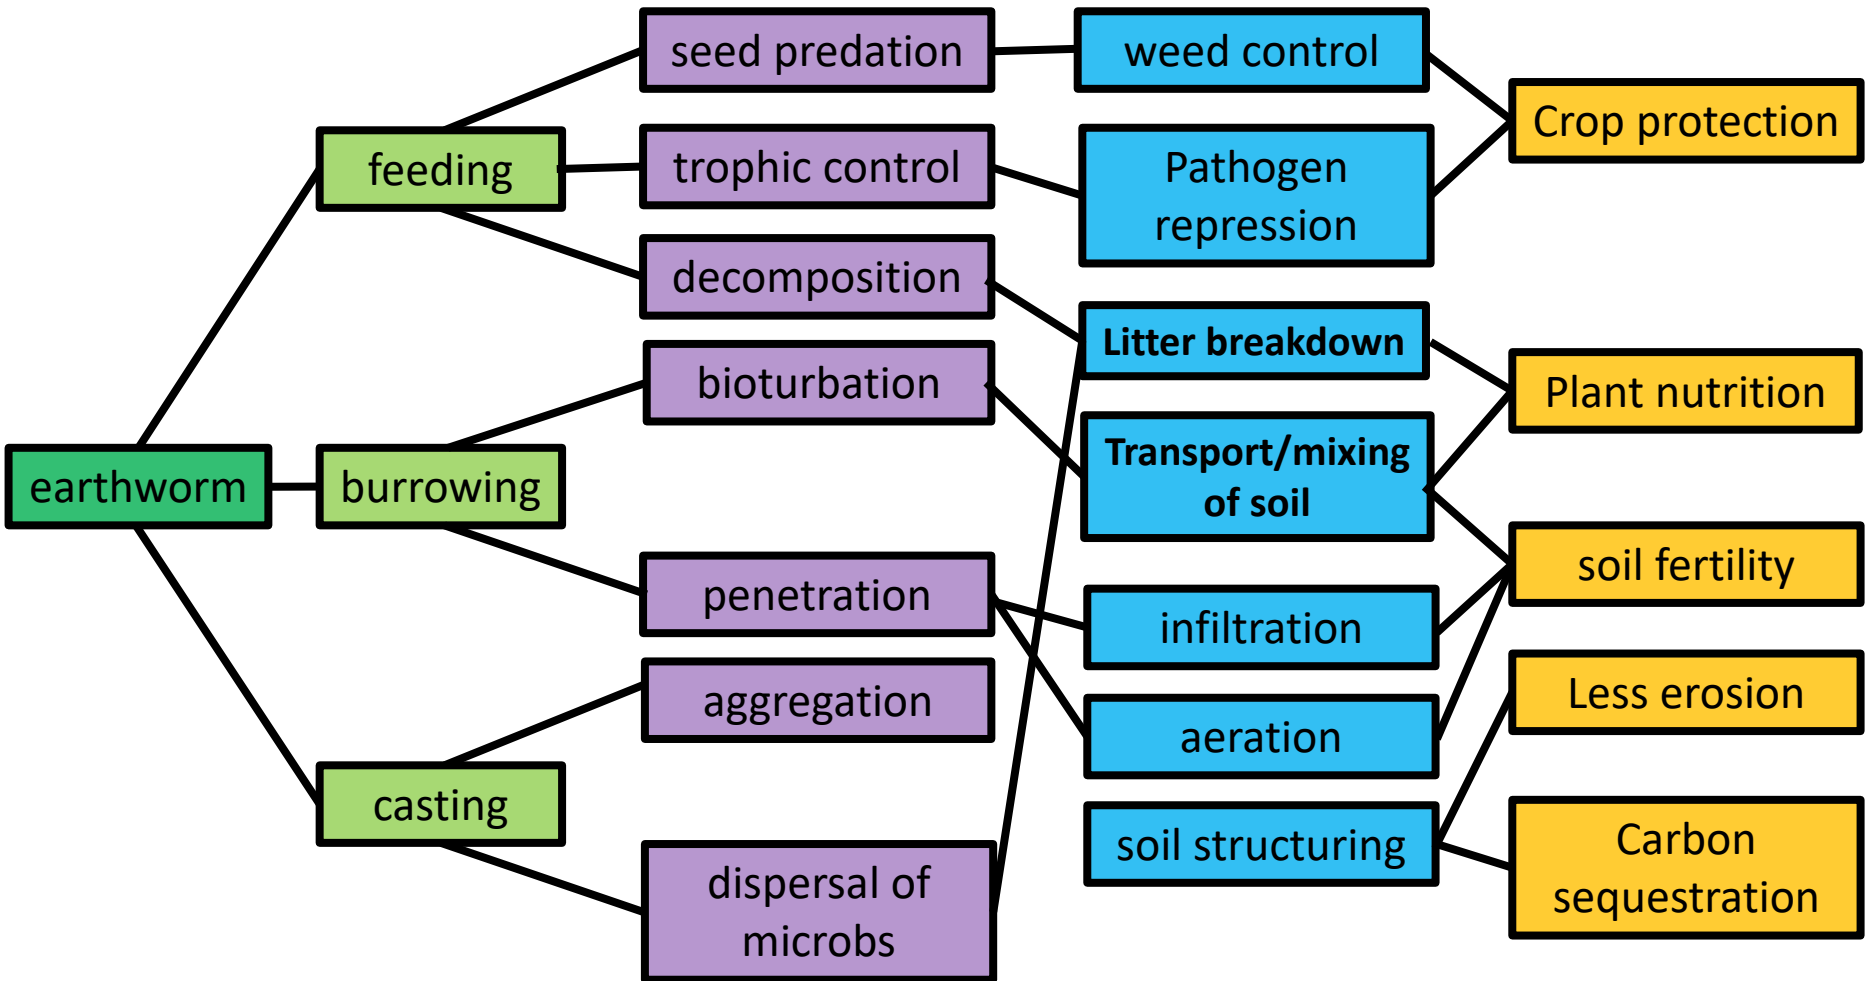 earthworm
feeding
burrowing
casting
seed predation
trophic control
decomposition
bioturbation
penetration
aggregation
dispersal of
microbs
weed control
Pathogen
repression
Litter breakdown
Transport/mixing
of soil
infiltration
aeration
soil structuring
Crop protection
Plant nutrition
soil fertility
Less erosion
Carbon
sequestration